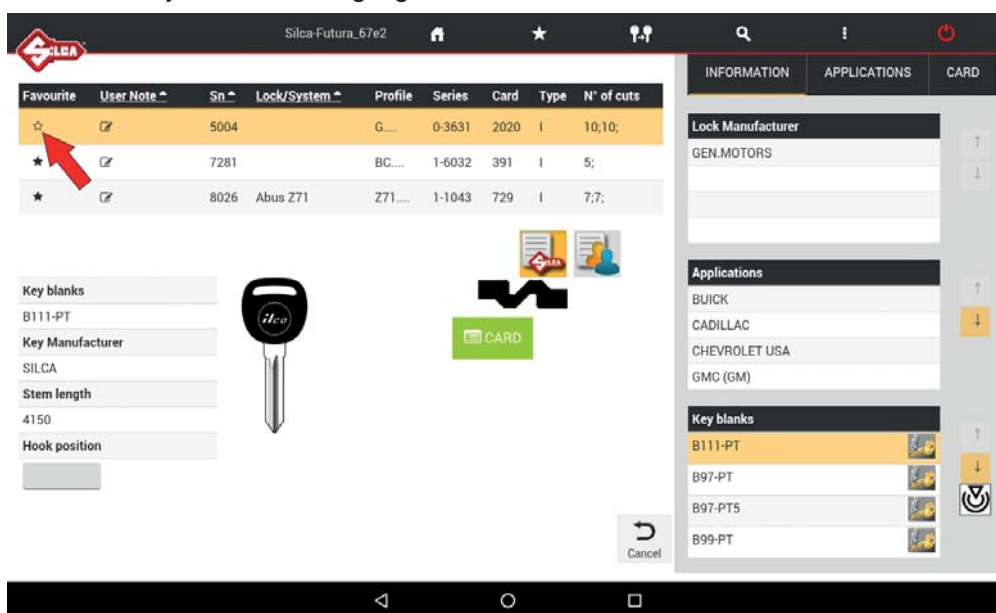 Silca-Futura_67e2
SILCA
INFORMATION APPLICATIONS CARD
Favourite User Note Sn Lock/System Profile Series Card Type N° of cuts
5004 G.... 0-3631 2020 I 10;10;
7281 BC.... 1-6032 391 I 5;
8026 Abus Z71 Z71.... 1-1043 729 I 7;7;
SILCA
Key blanks
B111-PT
Key Manufacturer
SILCA
Stem length
4150
Hook position
ilco
CARD
Cancel
Lock Manufacturer
GEN.MOTORS
Applications
BUICK
CADILLAC
CHEVROLET USA
GMC (GM)
Key blanks
B111-PT
B97-PT
B97-PT5
B99-PT